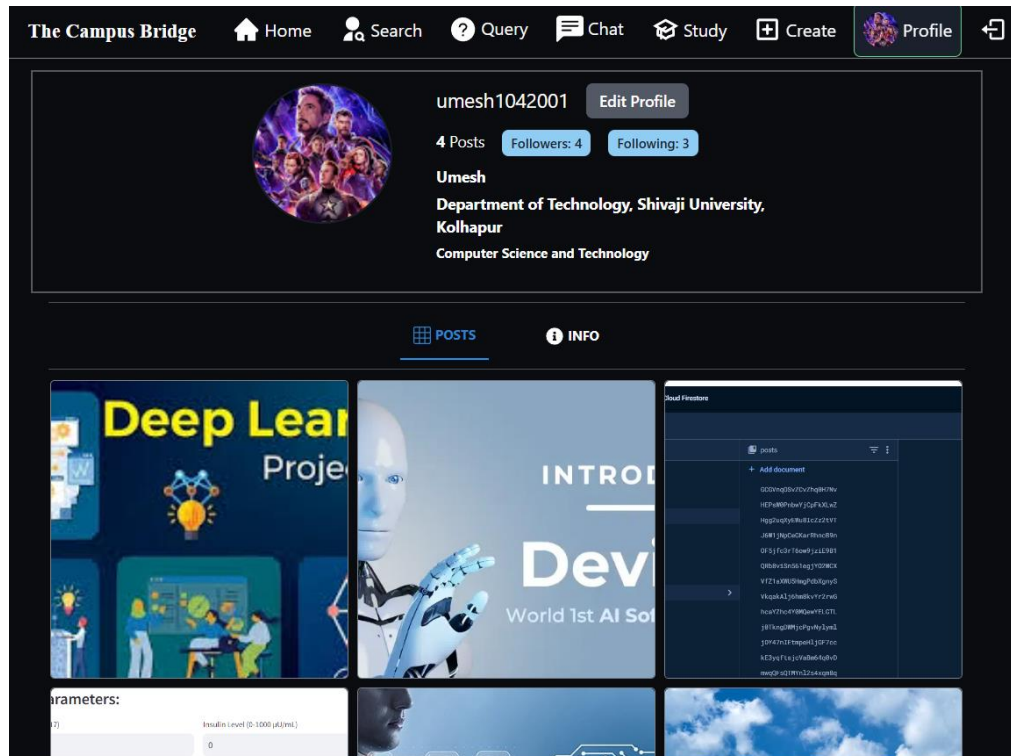 The Campus Bridge Home Search Query Chat Study Create Profile
umesh1042001 Edit Profile
4 Posts Followers: 4 Following: 3
Umesh
Department of Technology, Shivaji University,
Kolhapur
Computer Science and Technology
POSTS INFO
Deep Lear
Proje
INTROD
Devi
World 1st AI Sof
Cloud Firestore
posts
+ Add document
arameters:
Insulin Level (0-1000 μU/mL)
0